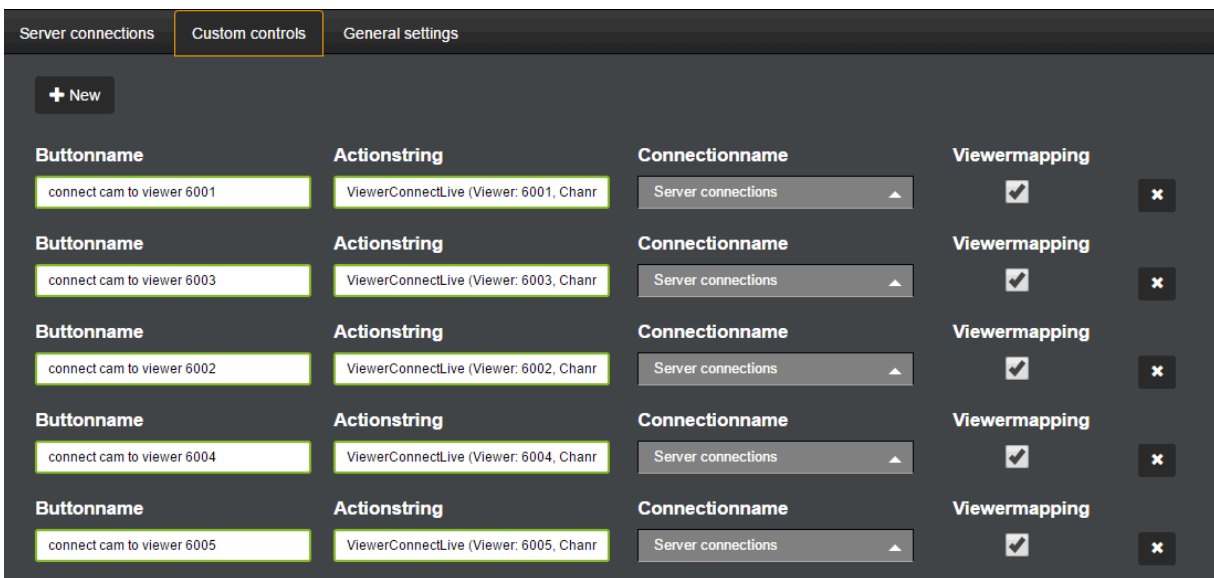 Server connections Custom controls General settings
New
Buttonname Actionstring Connectionname Viewermapping
connect cam to viewer 6001 ViewerConnectLive (Viewer: 6001, Chanr Server connections
Buttonname Actionstring Connectionname Viewermapping
connect cam to viewer 6003 ViewerConnectLive (Viewer: 6003, Chanr Server connections
Buttonname Actionstring Connectionname Viewermapping
connect cam to viewer 6002 ViewerConnectLive (Viewer: 6002, Chanr Server connections
Buttonname Actionstring Connectionname Viewermapping
connect cam to viewer 6004 ViewerConnectLive (Viewer: 6004, Chanr Server connections
Buttonname Actionstring Connectionname Viewermapping
connect cam to viewer 6005 ViewerConnectLive (Viewer: 6005, Chanr Server connections